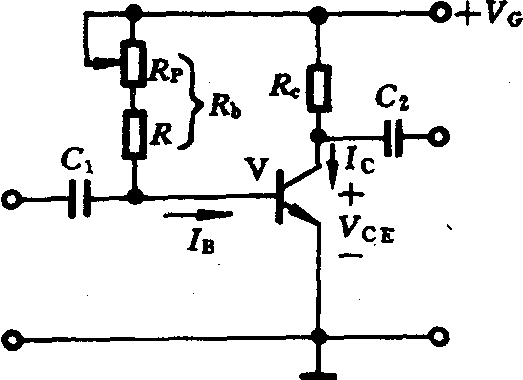 +V_G
R_P
R
R_b
R_c
C_2
C_1
V
I_C
+
V_CE
−
I_B